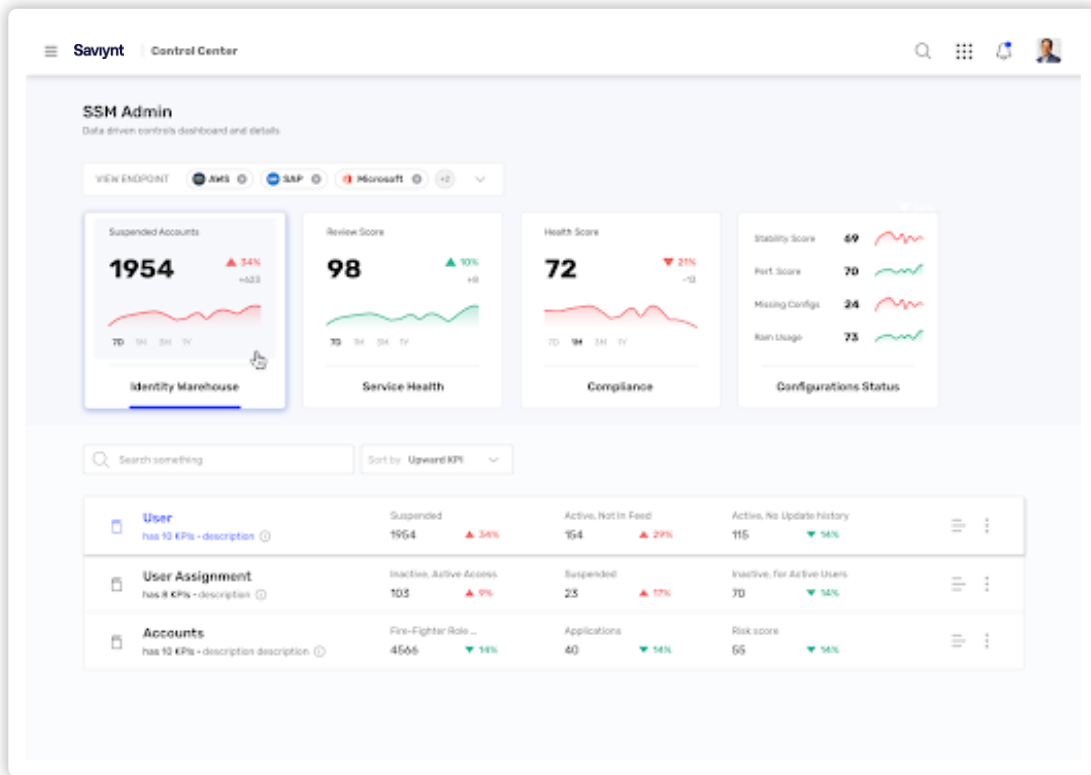 Saviynt
Control Center
SSM Admin
Data driven controls dashboard and details
VIEW ENDPOINT AWS SAP Microsoft +2
Suspended Accounts
1954
34%
7D 1M 3M 1Y
Identity Warehouse
Review Score
98
10%
+8
7D 1M 3M 1Y
Service Health
Health Score
72
21%
7D 1M 3M 1Y
Compliance
Stability Score 69
Perf. Score 70
Missing Configs 24
Ram Usage 73
Configurations Status
Search something
Sort by Upward KPI
User
has 10 KPIs • description
Suspended
1954 34%
Active, Not In Feed
154 29%
Active, No Update history
115 14%
User Assignment
has 8 KPIs • description
Inactive, Active Access
103 9%
Suspended
23 17%
Inactive, for Active Users
70 14%
Accounts
has 10 KPIs • description description
Fire-Fighter Role ...
4566 14%
Applications
40 14%
Risk score
55 14%